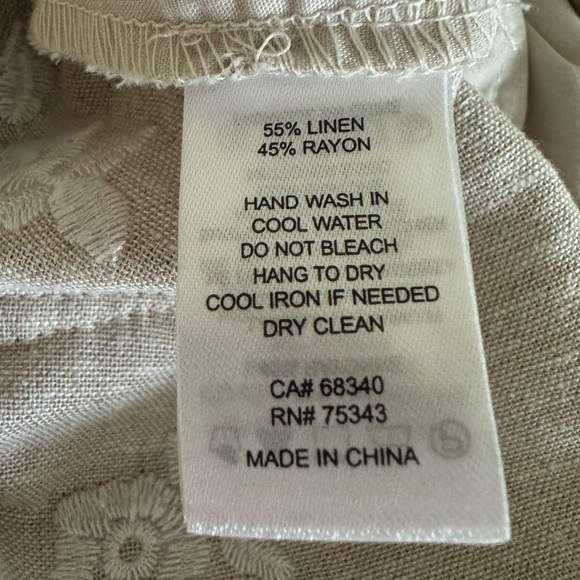 55% LINEN
45% RAYON
HAND WASH IN
COOL WATER
DO NOT BLEACH
HANG TO DRY
COOL IRON IF NEEDED
DRY CLEAN
CA# 68340
RN# 75343
MADE IN CHINA